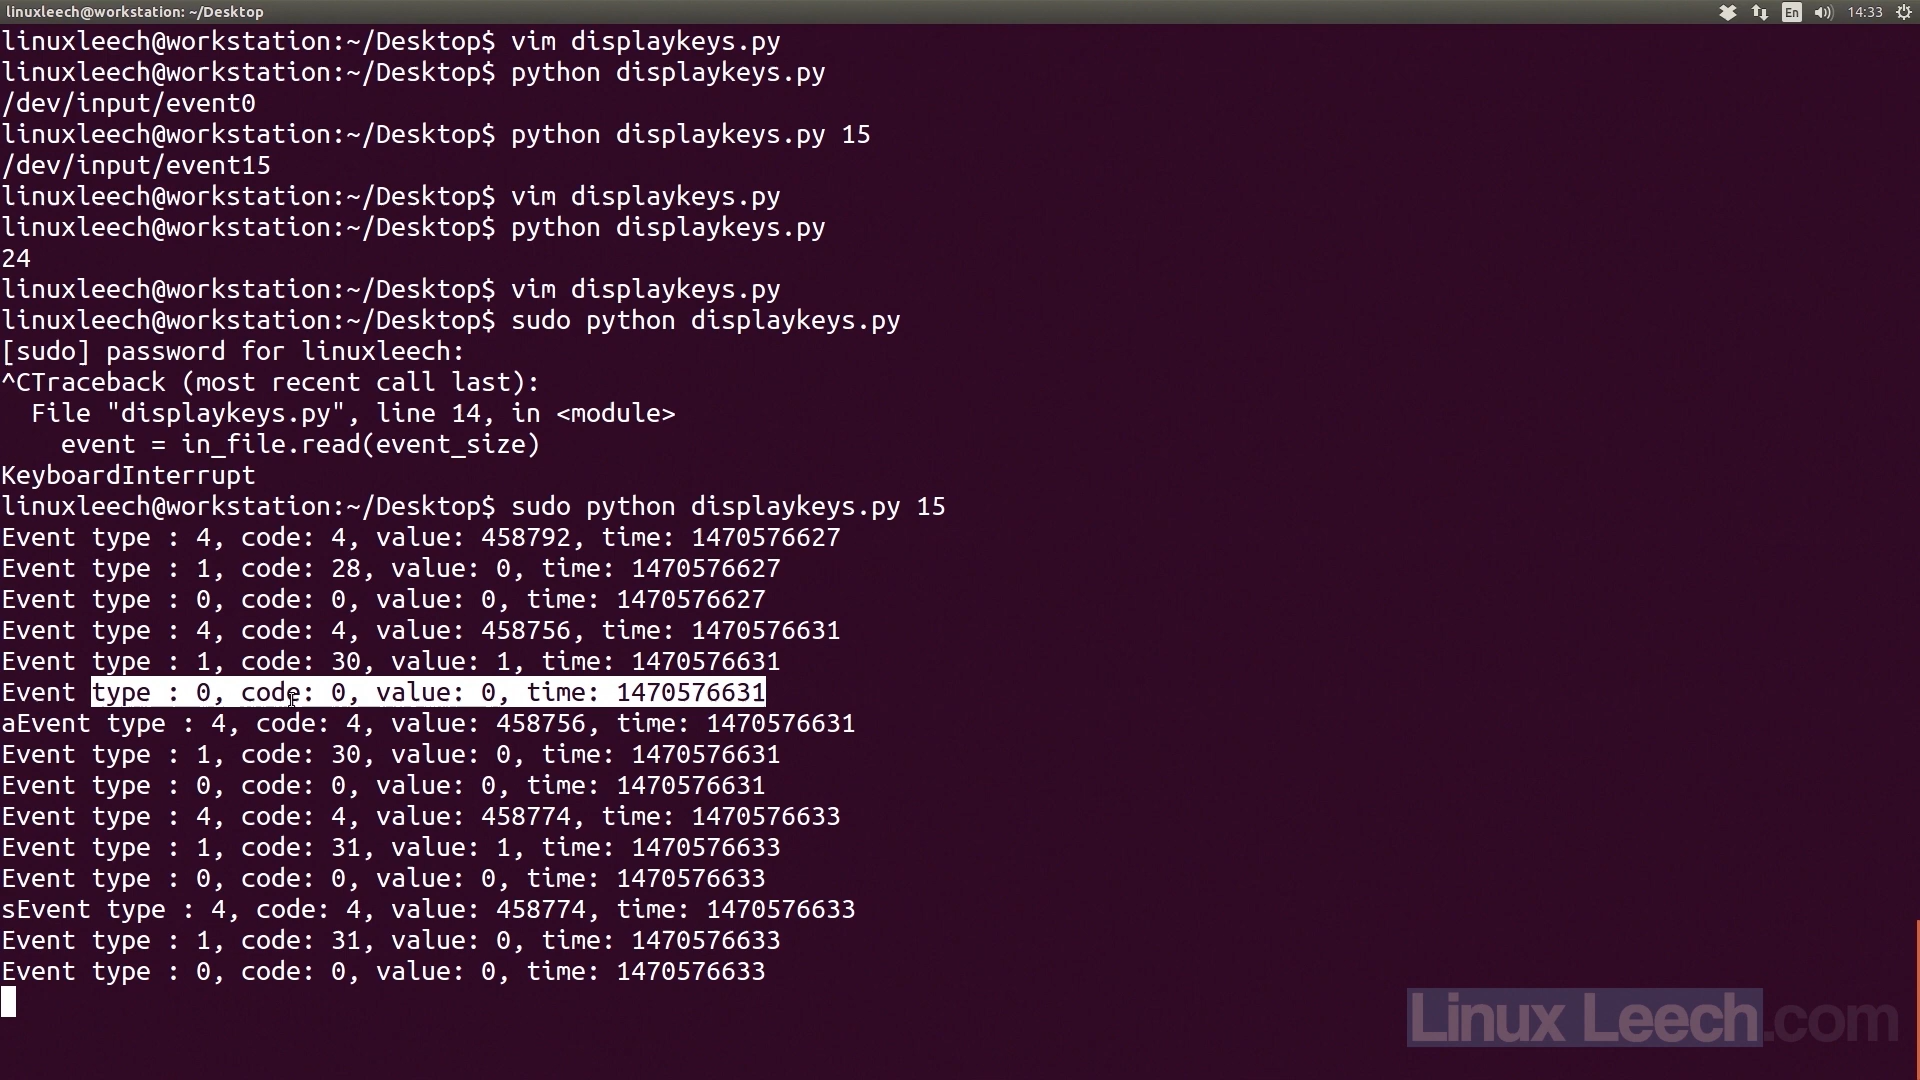 linuxleech@workstation: ~/Desktop
En
14:33
linuxleech@workstation:~/Desktop$ vim displaykeys.py
linuxleech@workstation:~/Desktop$ python displaykeys.py
/dev/input/event0
linuxleech@workstation:~/Desktop$ python displaykeys.py 15
/dev/input/event15
linuxleech@workstation:~/Desktop$ vim displaykeys.py
linuxleech@workstation:~/Desktop$ python displaykeys.py
24
linuxleech@workstation:~/Desktop$ vim displaykeys.py
linuxleech@workstation:~/Desktop$ sudo python displaykeys.py
[sudo] password for linuxleech:
^CTraceback (most recent call last):
  File "displaykeys.py", line 14, in <module>
    event = in_file.read(event_size)
KeyboardInterrupt
linuxleech@workstation:~/Desktop$ sudo python displaykeys.py 15
Event type : 4, code: 4, value: 458792, time: 1470576627
Event type : 1, code: 28, value: 0, time: 1470576627
Event type : 0, code: 0, value: 0, time: 1470576627
Event type : 4, code: 4, value: 458756, time: 1470576631
Event type : 1, code: 30, value: 1, time: 1470576631
Event type : 0, code: 0, value: 0, time: 1470576631
aEvent type : 4, code: 4, value: 458756, time: 1470576631
Event type : 1, code: 30, value: 0, time: 1470576631
Event type : 0, code: 0, value: 0, time: 1470576631
Event type : 4, code: 4, value: 458774, time: 1470576633
Event type : 1, code: 31, value: 1, time: 1470576633
Event type : 0, code: 0, value: 0, time: 1470576633
sEvent type : 4, code: 4, value: 458774, time: 1470576633
Event type : 1, code: 31, value: 0, time: 1470576633
Event type : 0, code: 0, value: 0, time: 1470576633
Linux Leech.com